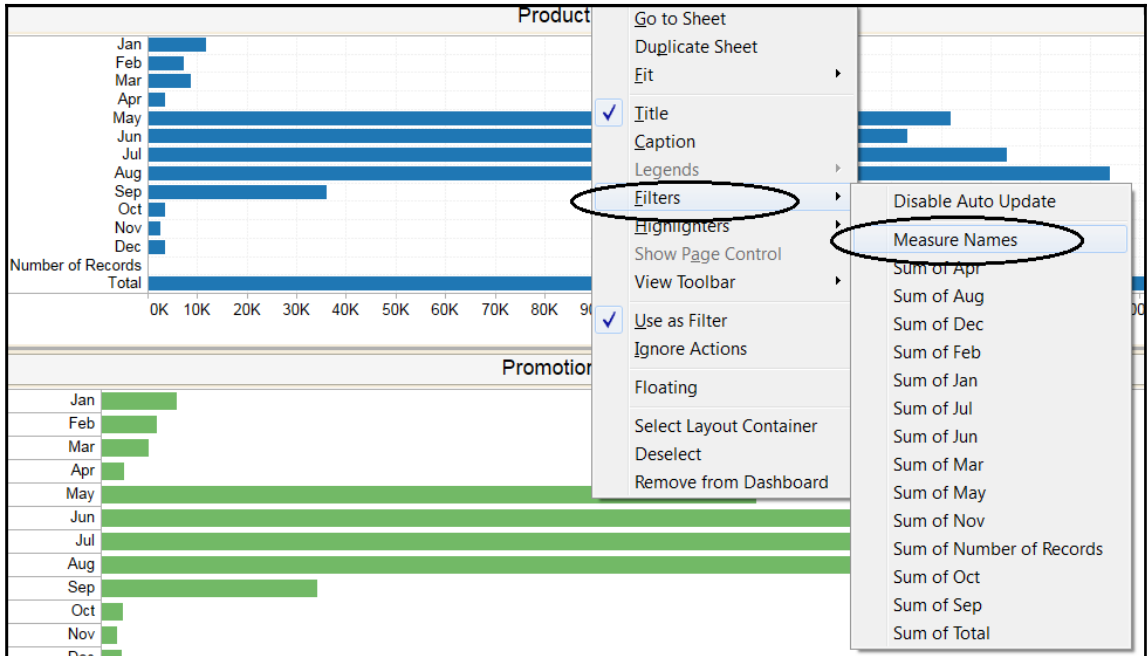 Product
Jan
Feb
Mar
Apr
May
Jun
Jul
Aug
Sep
Oct
Nov
Dec
Number of Records
Total
0K 10K 20K 30K 40K 50K 60K 70K 80K
Promotion
Jan
Feb
Mar
Apr
May
Jun
Jul
Aug
Sep
Oct
Nov
Go to Sheet
Duplicate Sheet
Fit
Title
Caption
Legends
Filters
Highlighters
Show Page Control
View Toolbar
Use as Filter
Ignore Actions
Floating
Select Layout Container
Deselect
Remove from Dashboard
Disable Auto Update
Measure Names
Sum of Apr
Sum of Aug
Sum of Dec
Sum of Feb
Sum of Jan
Sum of Jul
Sum of Jun
Sum of Mar
Sum of May
Sum of Nov
Sum of Number of Records
Sum of Oct
Sum of Sep
Sum of Total